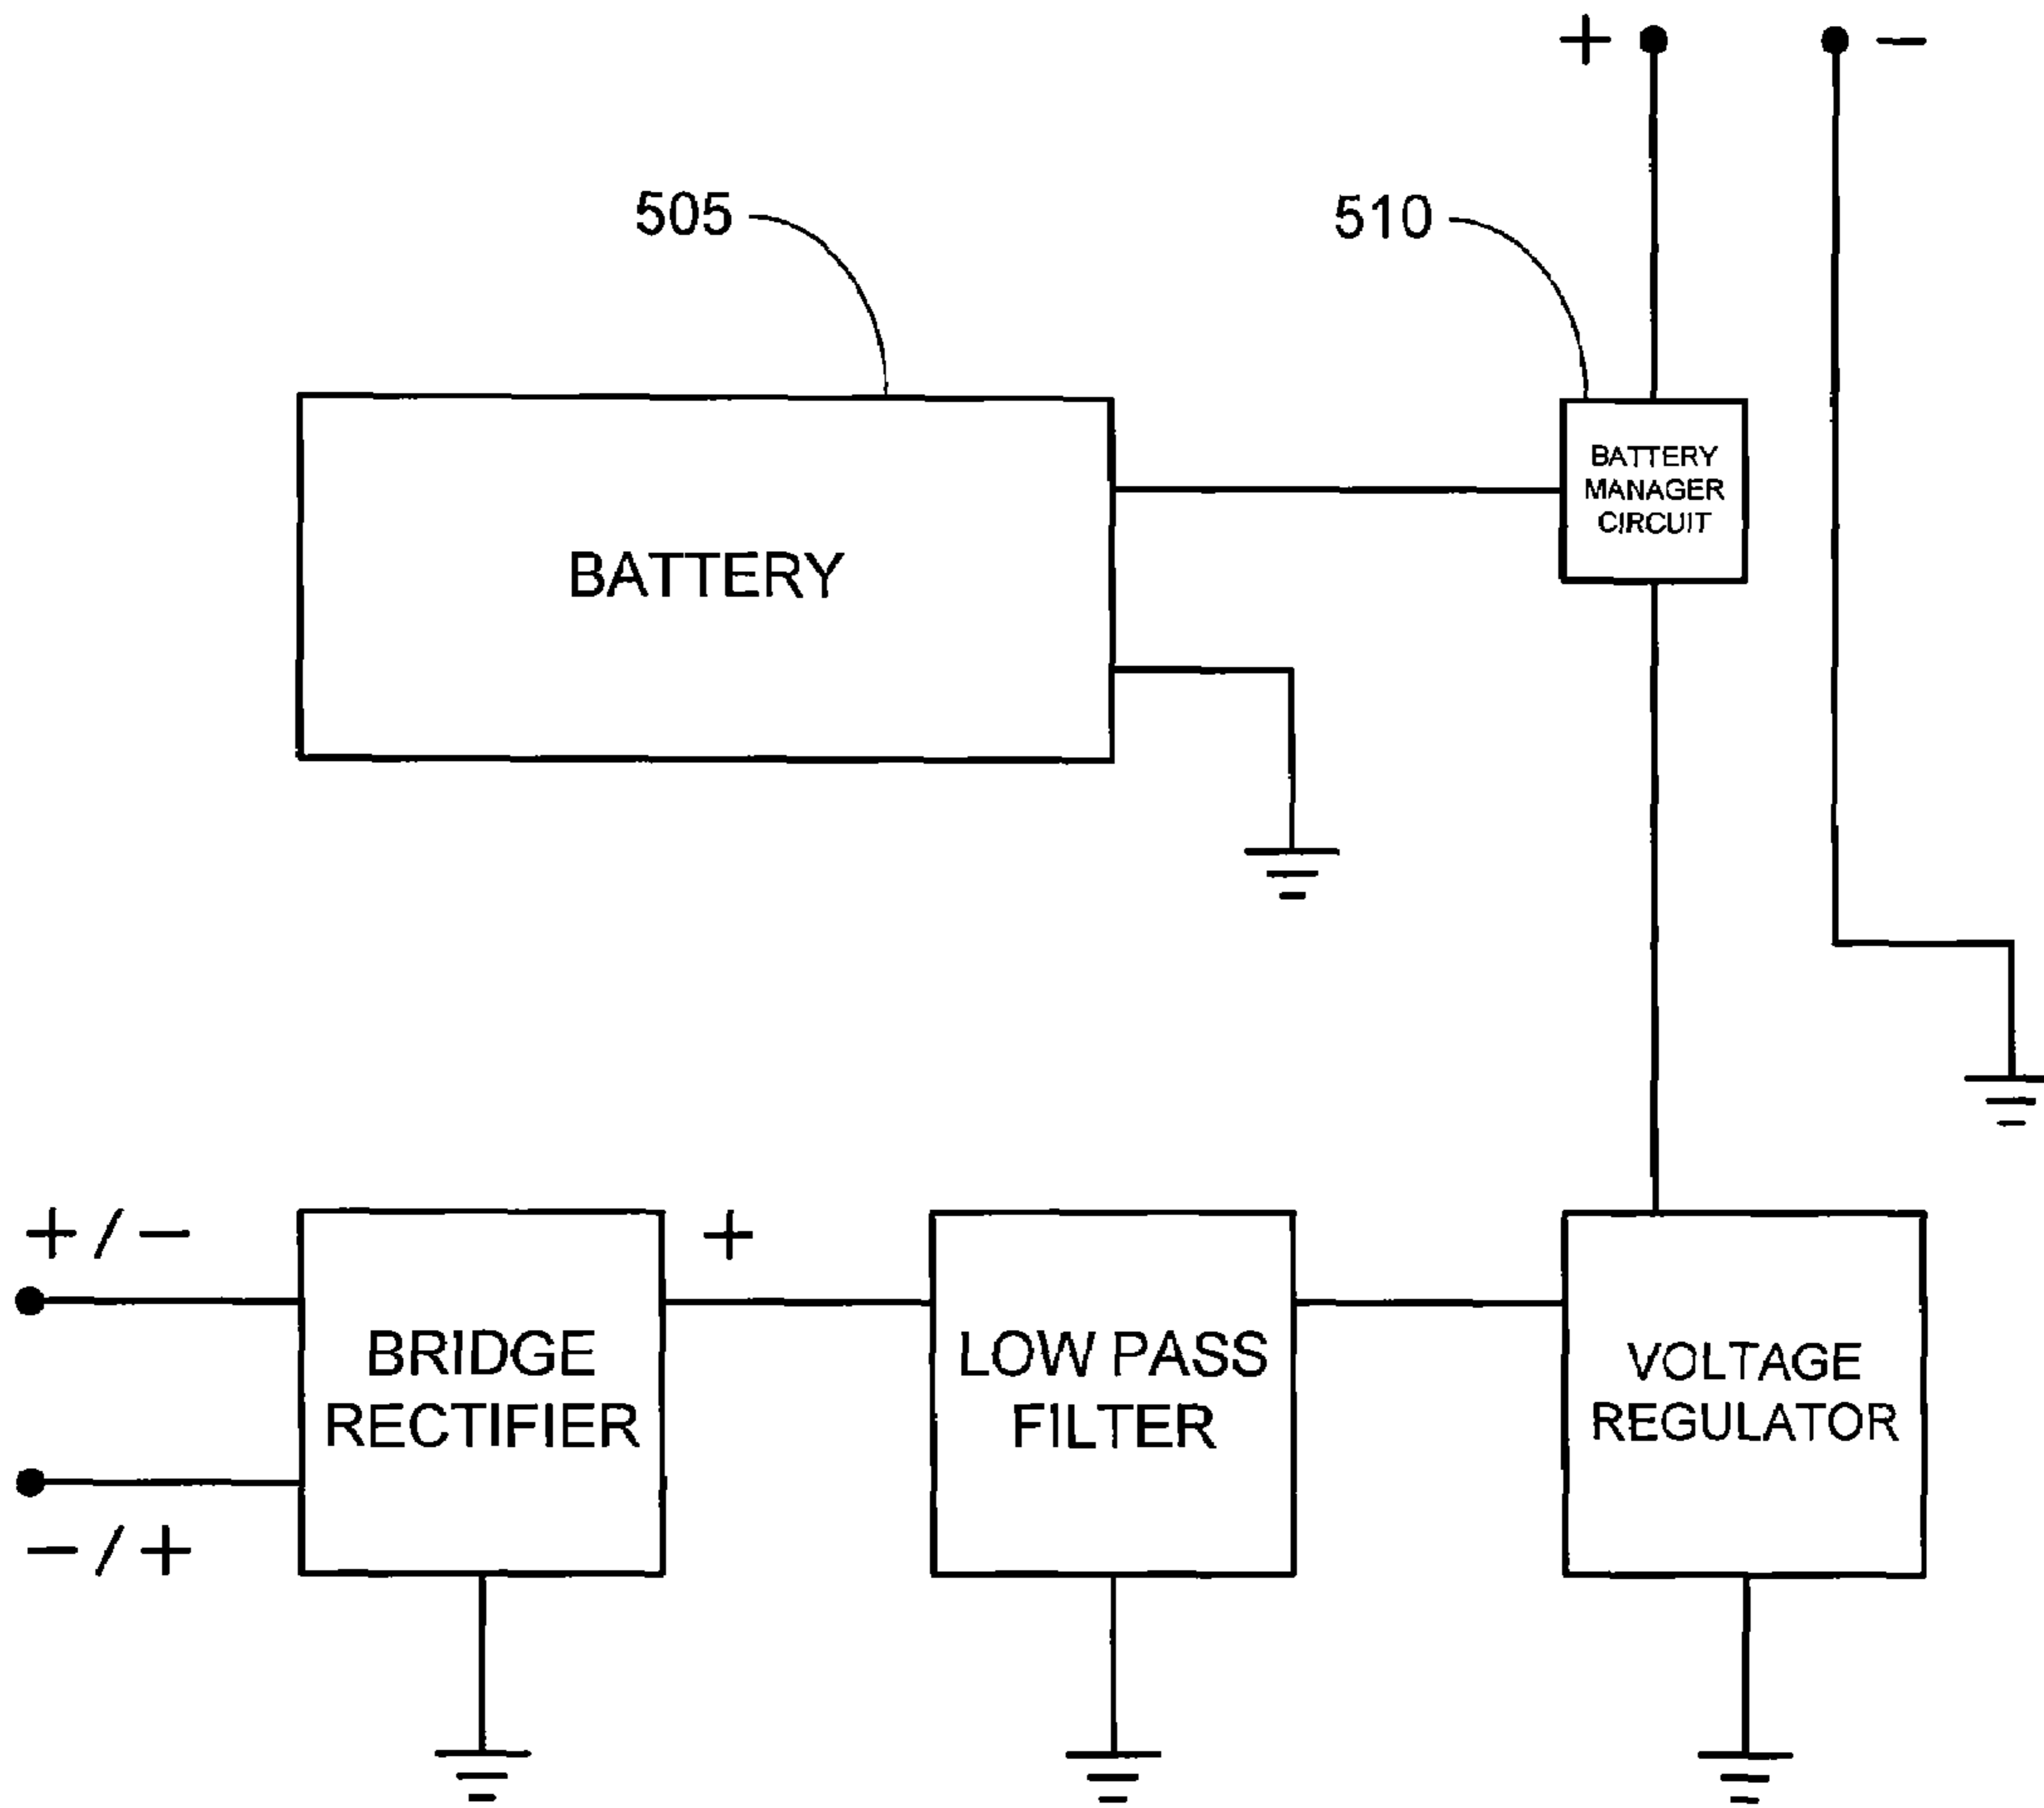 + -
505
510
BATTERY
MANAGER
CIRCUIT
BATTERY
+/-
+
BRIDGE
RECTIFIER
LOW PASS
FILTER
VOLTAGE
REGULATOR
-/+